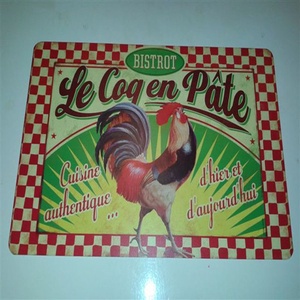 BISTROT
Le Coq en Pâte
Cuisine
authentique...
d'hier et
d'aujourd'hui